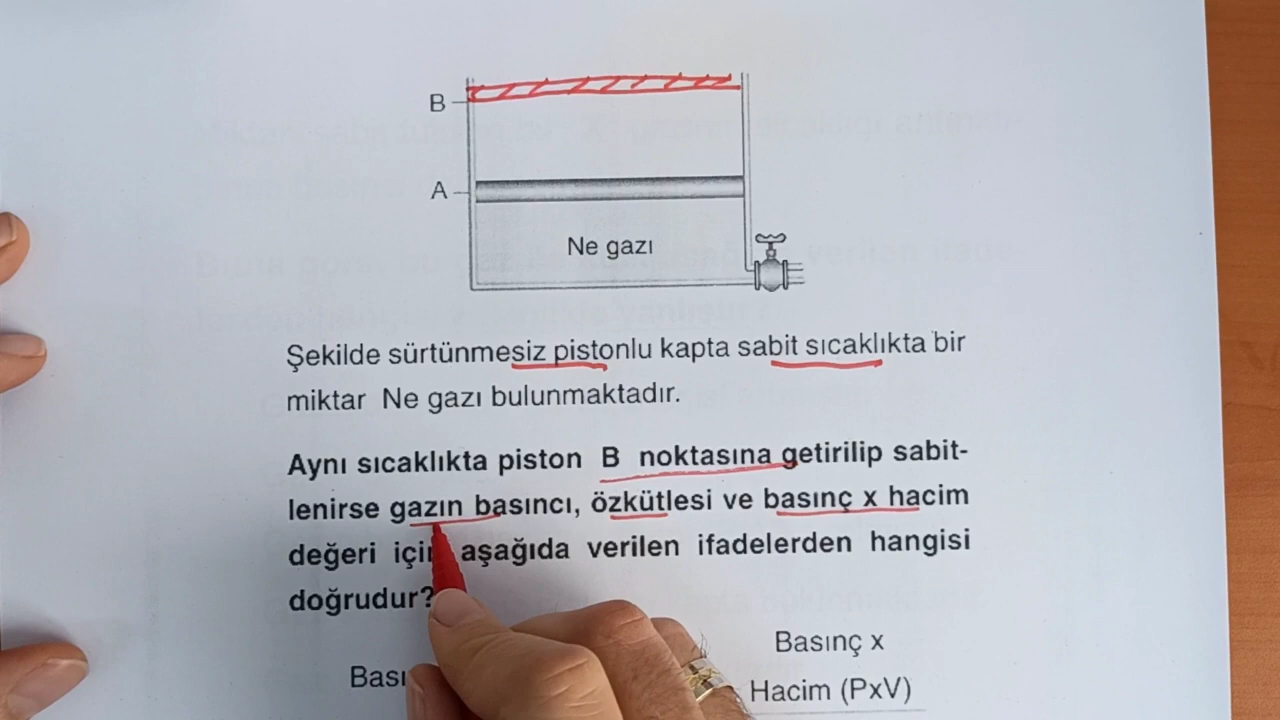 B
A
Ne gazı
Şekilde sürtünmesiz pistonlu kapta sabit sıcaklıkta bir
miktar Ne gazı bulunmaktadır.
Aynı sıcaklıkta piston B noktasına getirilip sabit-
lenirse gazın basıncı, özkütlesi ve basınç x hacim
değeri için aşağıda verilen ifadelerden hangisi
doğrudur?
Basınç x
Hacim (PxV)